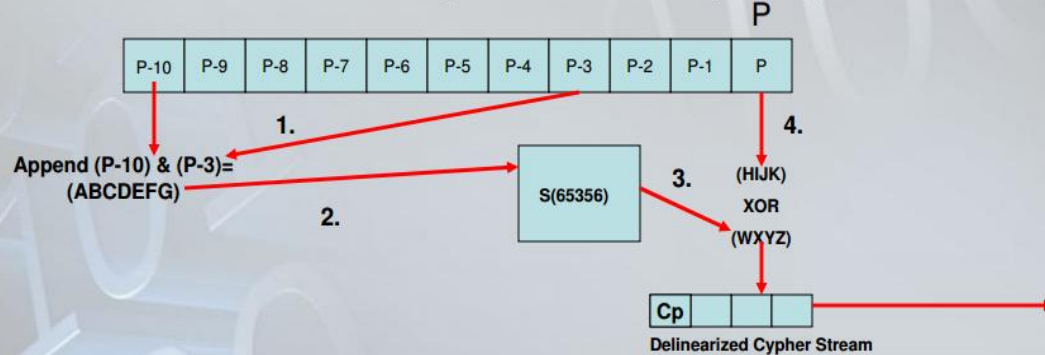 P
P-10 P-9 P-8 P-7 P-6 P-5 P-4 P-3 P-2 P-1 P
1.
4.
Append (P-10) & (P-3)=
(ABCDEFG)
2.
S(65356)
3.
(HIJK)
XOR
(WXYZ)
Cp
Delinearized Cypher Stream